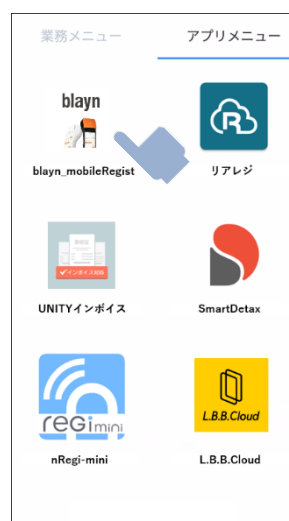 業務メニュー
アプリメニュー
blayn
blayn_mobileRegist
R
リアレジ
✓インボイス対応
UNITYインボイス
SmartDetax
reGimini
nRegi-mini
L.B.B.Cloud
L.B.B.Cloud